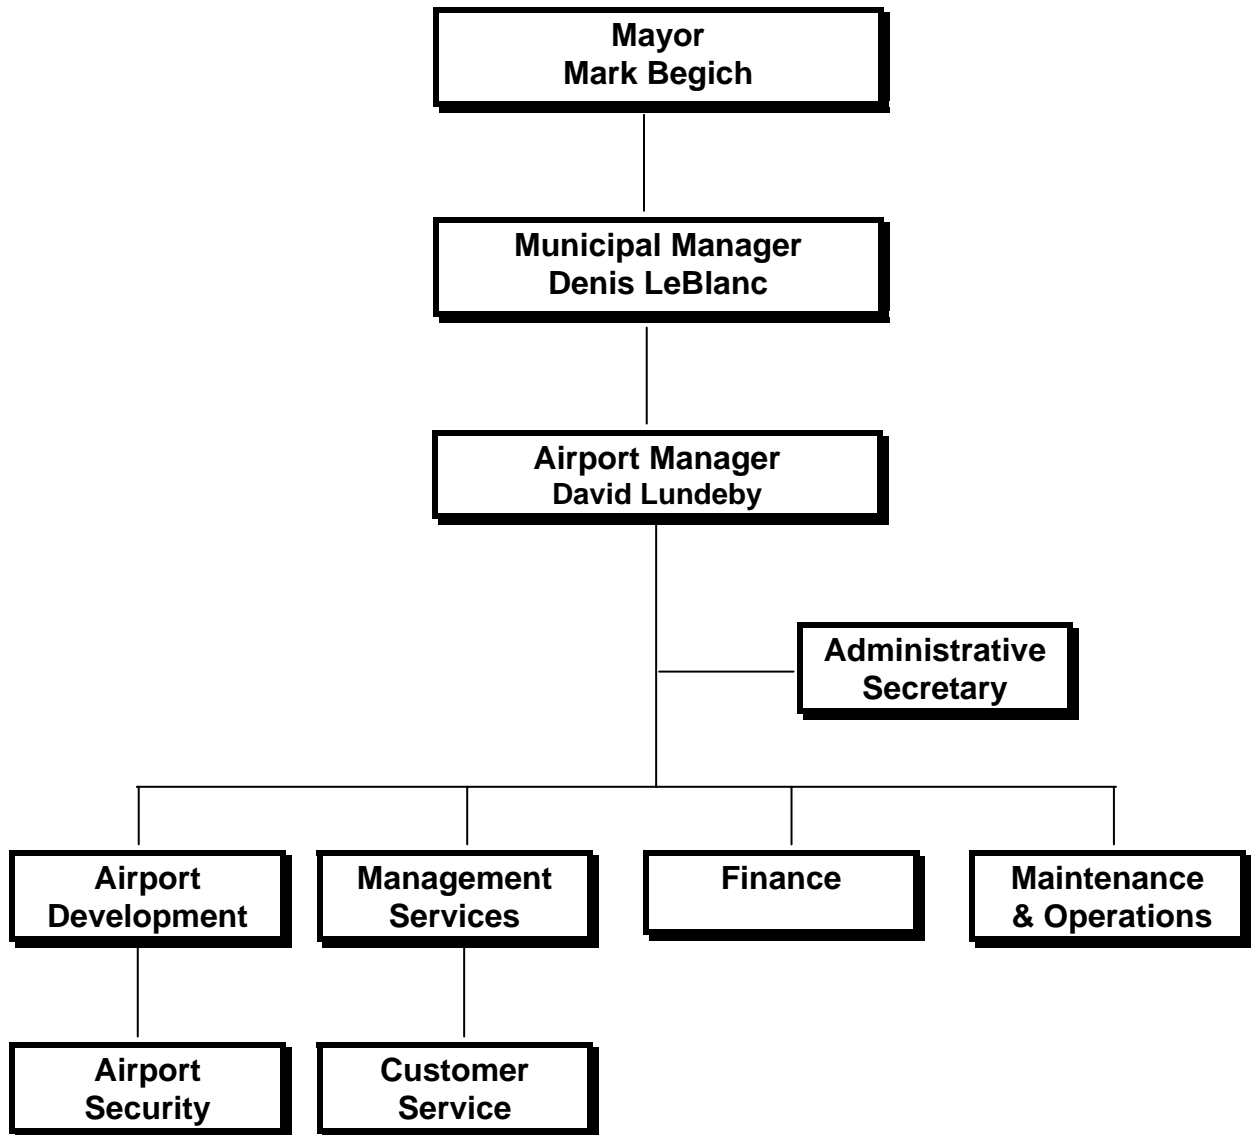 Mayor
Mark Begich
Municipal Manager
Denis LeBlanc
Airport Manager
David Lundeby
Administrative
Secretary
Airport
Development
Management
Services
Finance
Maintenance
& Operations
Airport
Security
Customer
Service